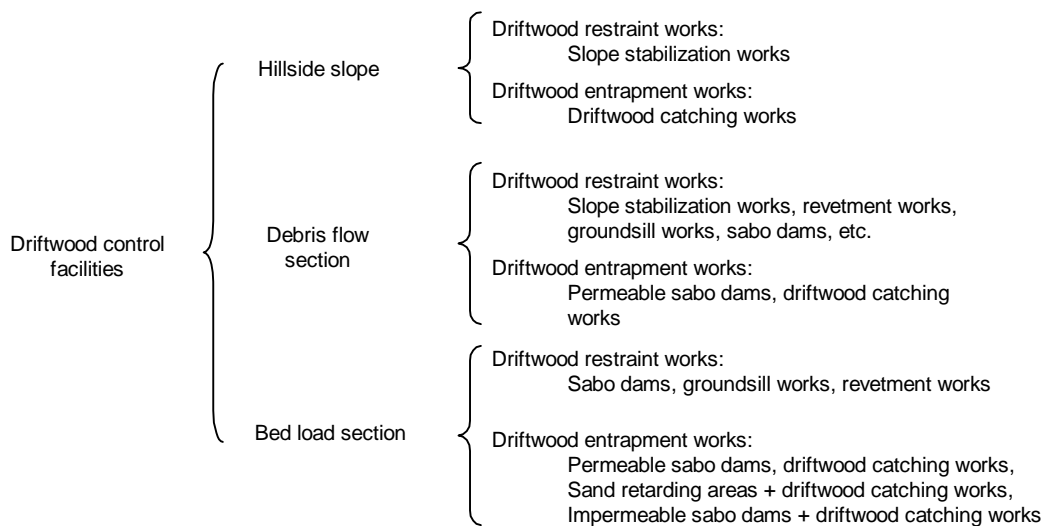 Driftwood control
facilities
Hillside slope
Driftwood restraint works:
Slope stabilization works
Driftwood entrapment works:
Driftwood catching works
Debris flow
section
Driftwood restraint works:
Slope stabilization works, revetment works,
groundsill works, sabo dams, etc.
Driftwood entrapment works:
Permeable sabo dams, driftwood catching
works
Bed load section
Driftwood restraint works:
Sabo dams, groundsill works, revetment works
Driftwood entrapment works:
Permeable sabo dams, driftwood catching works,
Sand retarding areas + driftwood catching works,
Impermeable sabo dams + driftwood catching works